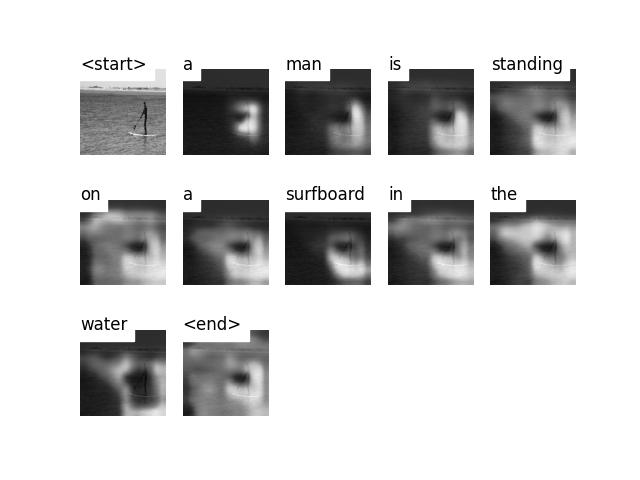 <start> a man is standing
on a surfboard in the
water <end>